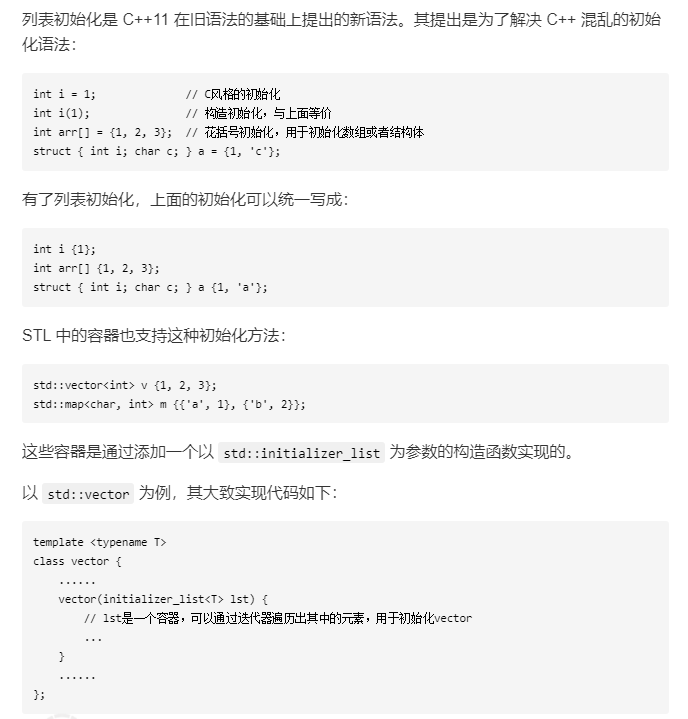 列表初始化是 C++11 在旧语法的基础上提出的新语法。其提出是为了解决 C++ 混乱的初始
化语法：
int i = 1;              // C风格的初始化
int i(1);               // 构造初始化，与上面等价
int arr[] = {1, 2, 3};  // 花括号初始化，用于初始化数组或者结构体
struct { int i; char c; } a = {1, 'c'};
有了列表初始化，上面的初始化可以统一写成：
int i {1};
int arr[] {1, 2, 3};
struct { int i; char c; } a {1, 'a'};
STL 中的容器也支持这种初始化方法：
std::vector<int> v {1, 2, 3};
std::map<char, int> m {{'a', 1}, {'b', 2}};
这些容器是通过添加一个以 std::initializer_list 为参数的构造函数实现的。
以 std::vector 为例，其大致实现代码如下：
template <typename T>
class vector {
    ......
    vector(initializer_list<T> lst) {
        // lst是一个容器，可以通过迭代器遍历出其中的元素，用于初始化vector
        ...
    }
    ......
};